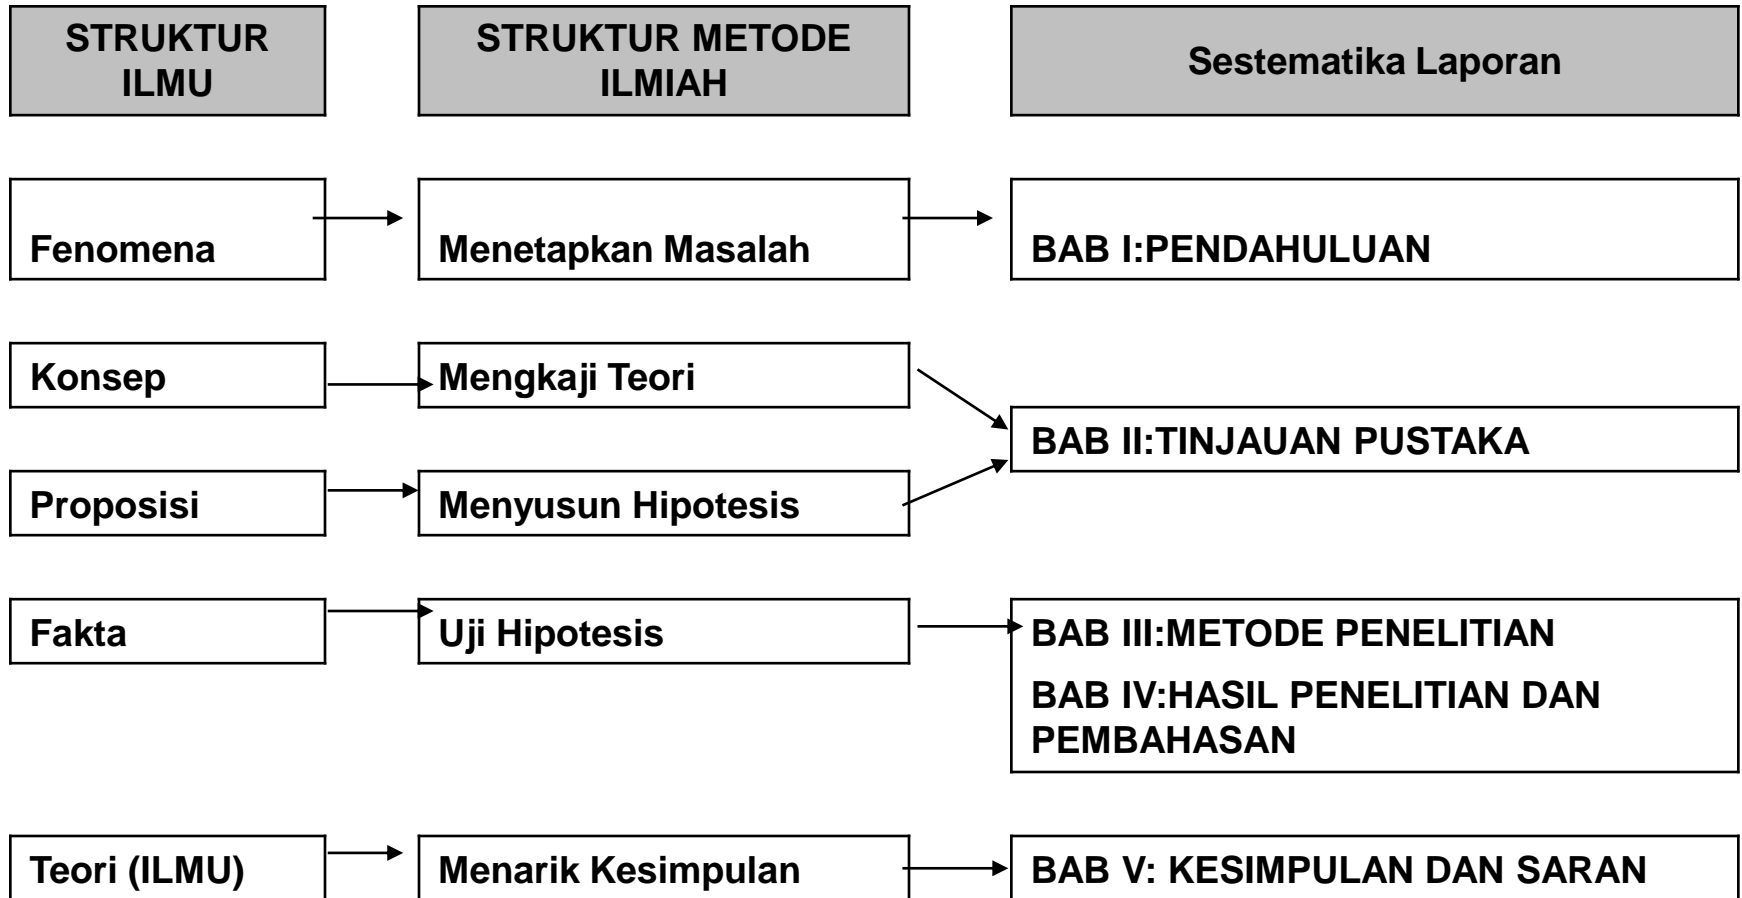 STRUKTUR
ILMU
STRUKTUR METODE
ILMIAH
Sestematika Laporan
Fenomena
Menetapkan Masalah
BAB I:PENDAHULUAN
Konsep
Mengkaji Teori
BAB II:TINJAUAN PUSTAKA
Proposisi
Menyusun Hipotesis
Fakta
Uji Hipotesis
BAB III:METODE PENELITIAN
BAB IV:HASIL PENELITIAN DAN
PEMBAHASAN
Teori (ILMU)
Menarik Kesimpulan
BAB V: KESIMPULAN DAN SARAN